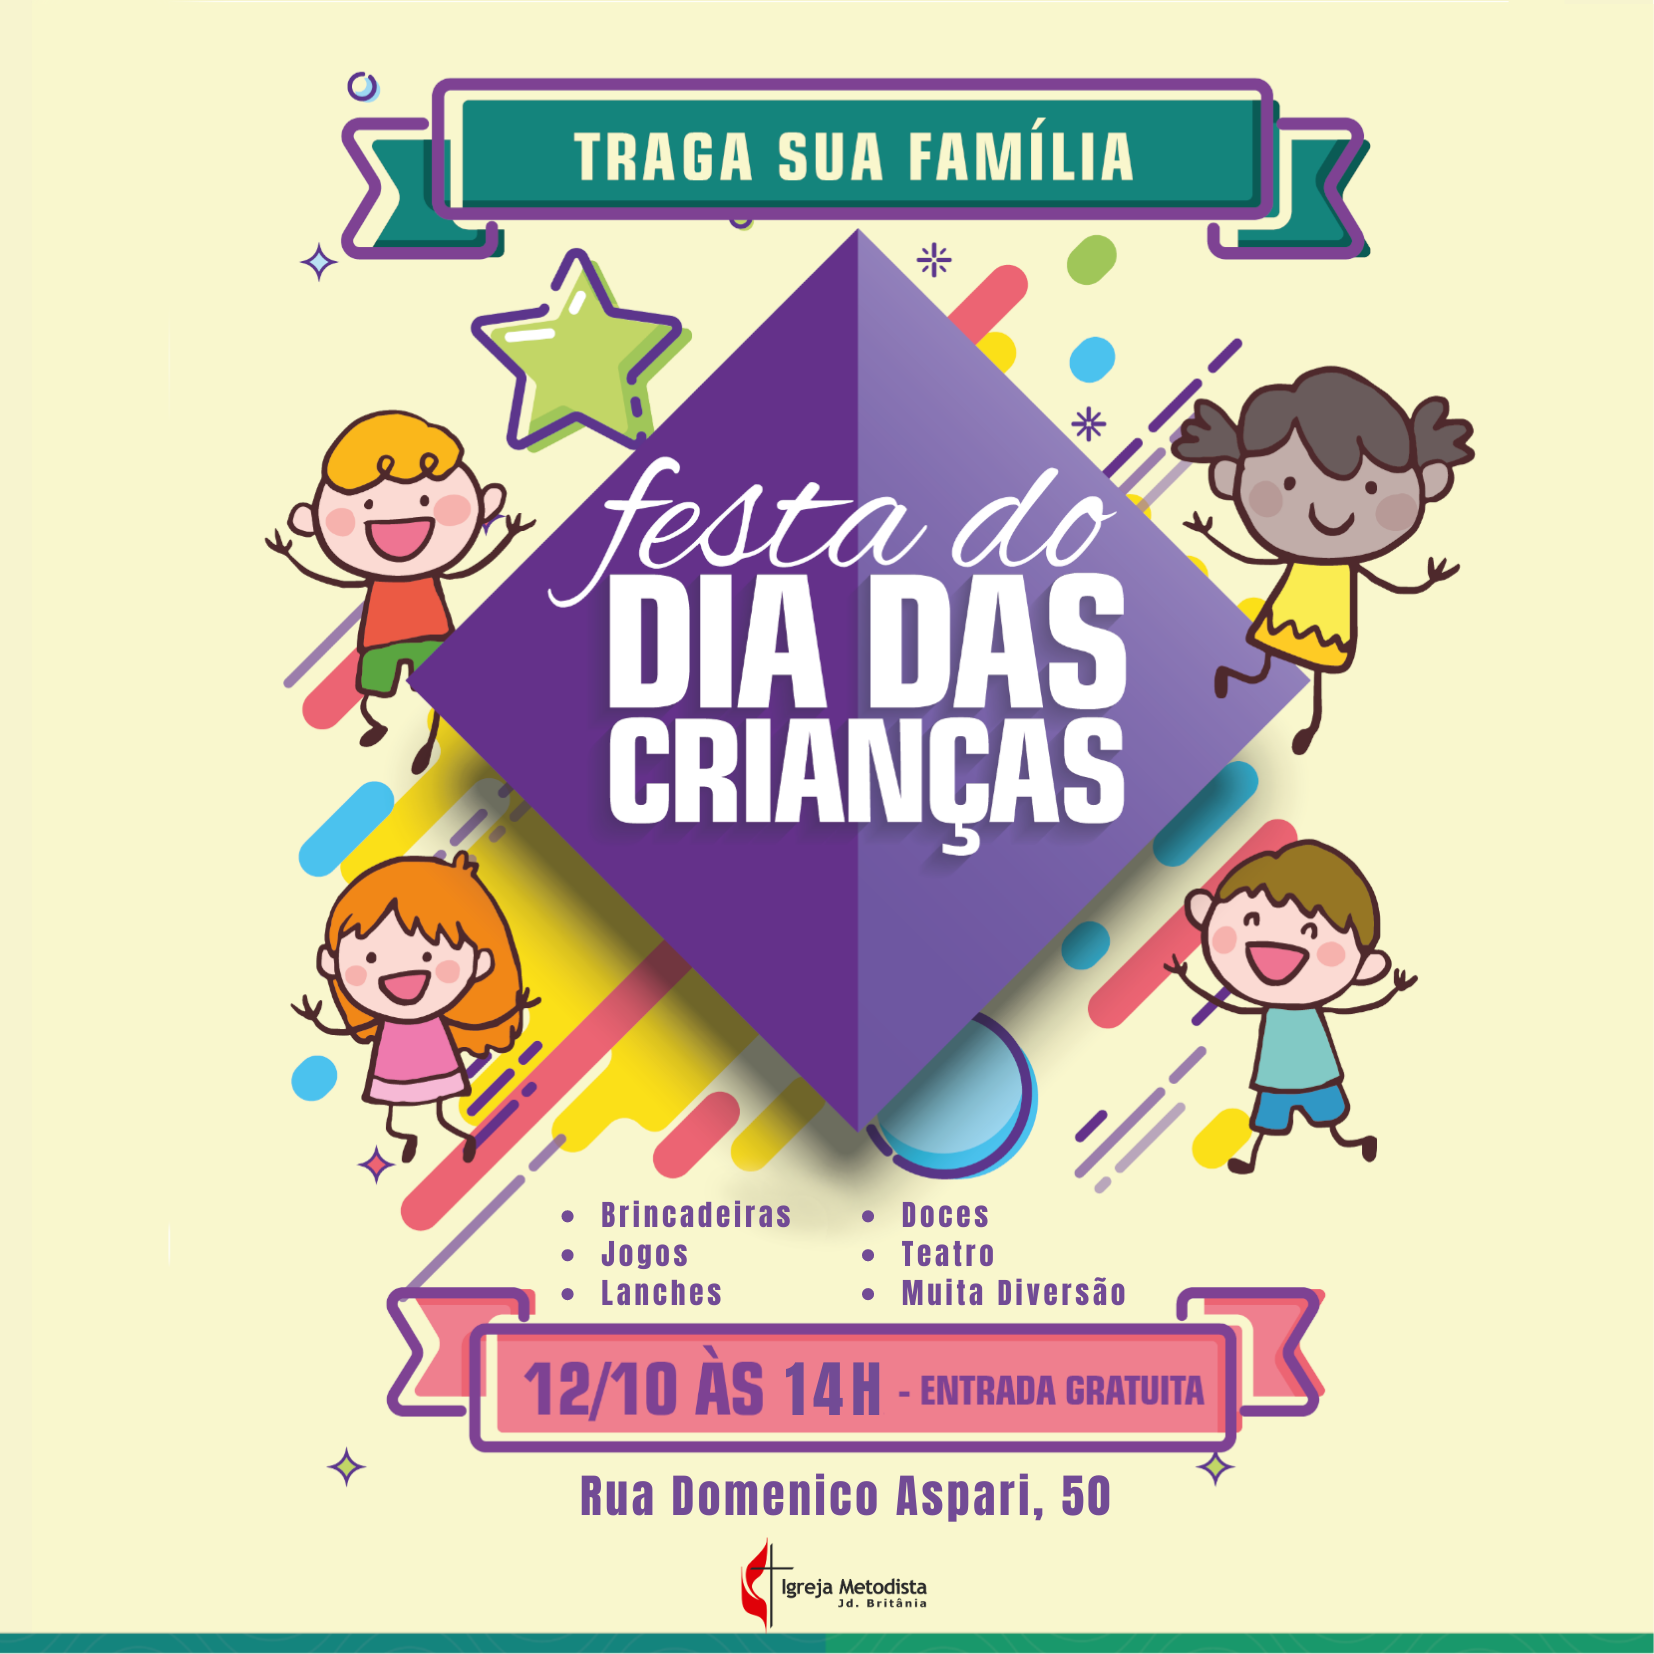 TRAGA SUA FAMÍLIA
festa do
DIA DAS
CRIANÇAS
• Brincadeiras
• Jogos
• Lanches
• Doces
• Teatro
• Muita Diversão
12/10 ÀS 14H - ENTRADA GRATUITA
Rua Domenico Aspari, 50
Igreja Metodista
Jd. Britânia